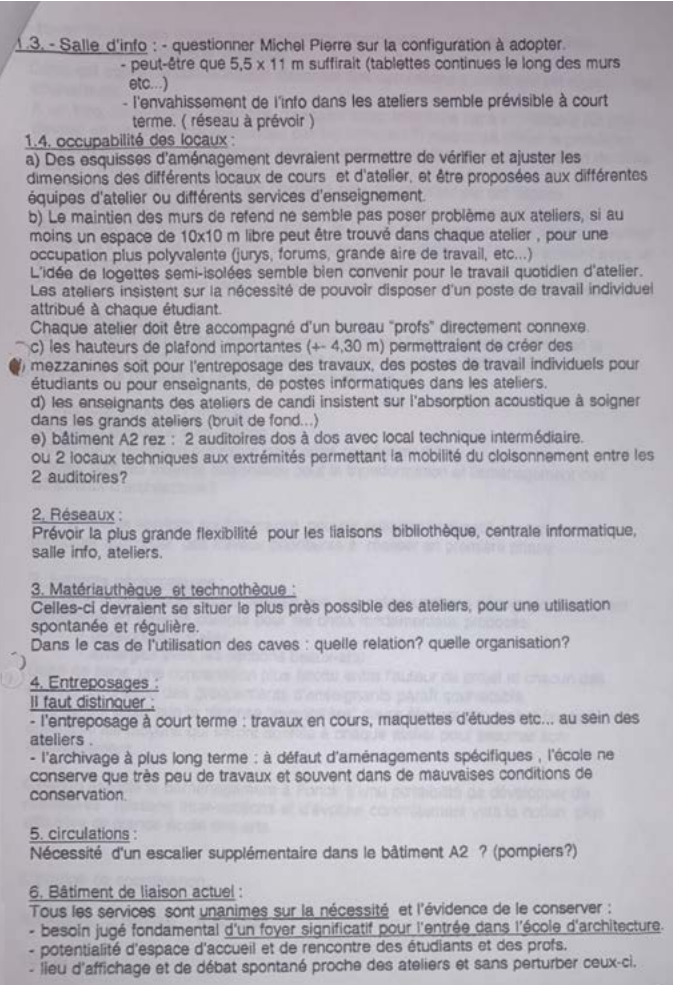 1.3. - Salle d'info : - questionner Michel Pierre sur la configuration à adopter.
- peut-être que 5,5 x 11 m suffirait (tablettes continues le long des murs
etc...)
- l'envahissement de l'info dans les ateliers semble prévisible à court
terme. ( réseau à prévoir )
1.4. occupabilité des locaux :
a) Des esquisses d'aménagement devraient permettre de vérifier et ajuster les
dimensions des différents locaux de cours et d'atelier, et être proposées aux différentes
équipes d'atelier ou différents services d'enseignement.
b) Le maintien des murs de refend ne semble pas poser problème aux ateliers, si au
moins un espace de 10x10 m libre peut être trouvé dans chaque atelier , pour une
occupation plus polyvalente (jurys, forums, grande aire de travail, etc...)
L'idée de logettes semi-isolées semble bien convenir pour le travail quotidien d'atelier.
Les ateliers insistent sur la nécessité de pouvoir disposer d'un poste de travail individuel
attribué à chaque étudiant.
Chaque atelier doit être accompagné d'un bureau "profs" directement connexe.
c) les hauteurs de plafond importantes (+- 4,30 m) permettraient de créer des
mezzanines soit pour l'entreposage des travaux, des postes de travail individuels pour
étudiants ou pour enseignants, de postes informatiques dans les ateliers.
d) les enseignants des ateliers de candi insistent sur l'absorption acoustique à soigner
dans les grands ateliers (bruit de fond...)
e) bâtiment A2 rez : 2 auditoires dos à dos avec local technique intermédiaire.
ou 2 locaux techniques aux extrémités permettant la mobilité du cloisonnement entre les
2 auditoires?
2. Réseaux :
Prévoir la plus grande flexibilité pour les liaisons bibliothèque, centrale informatique,
salle info, ateliers.
3. Matériauthèque et technothèque :
Celles-ci devraient se situer le plus près possible des ateliers, pour une utilisation
spontanée et régulière.
Dans le cas de l'utilisation des caves : quelle relation? quelle organisation?
4. Entreposages :
Il faut distinguer :
- l'entreposage à court terme : travaux en cours, maquettes d'études etc... au sein des
ateliers .
- l'archivage à plus long terme : à défaut d'aménagements spécifiques , l'école ne
conserve que très peu de travaux et souvent dans de mauvaises conditions de
conservation.
5. circulations :
Nécessité d'un escalier supplémentaire dans le bâtiment A2 ? (pompiers?)
6. Bâtiment de liaison actuel :
Tous les services sont unanimes sur la nécessité et l'évidence de le conserver :
- besoin jugé fondamental d'un foyer significatif pour l'entrée dans l'école d'architecture.
- potentialité d'espace d'accueil et de rencontre des étudiants et des profs.
- lieu d'affichage et de débat spontané proche des ateliers et sans perturber ceux-ci.